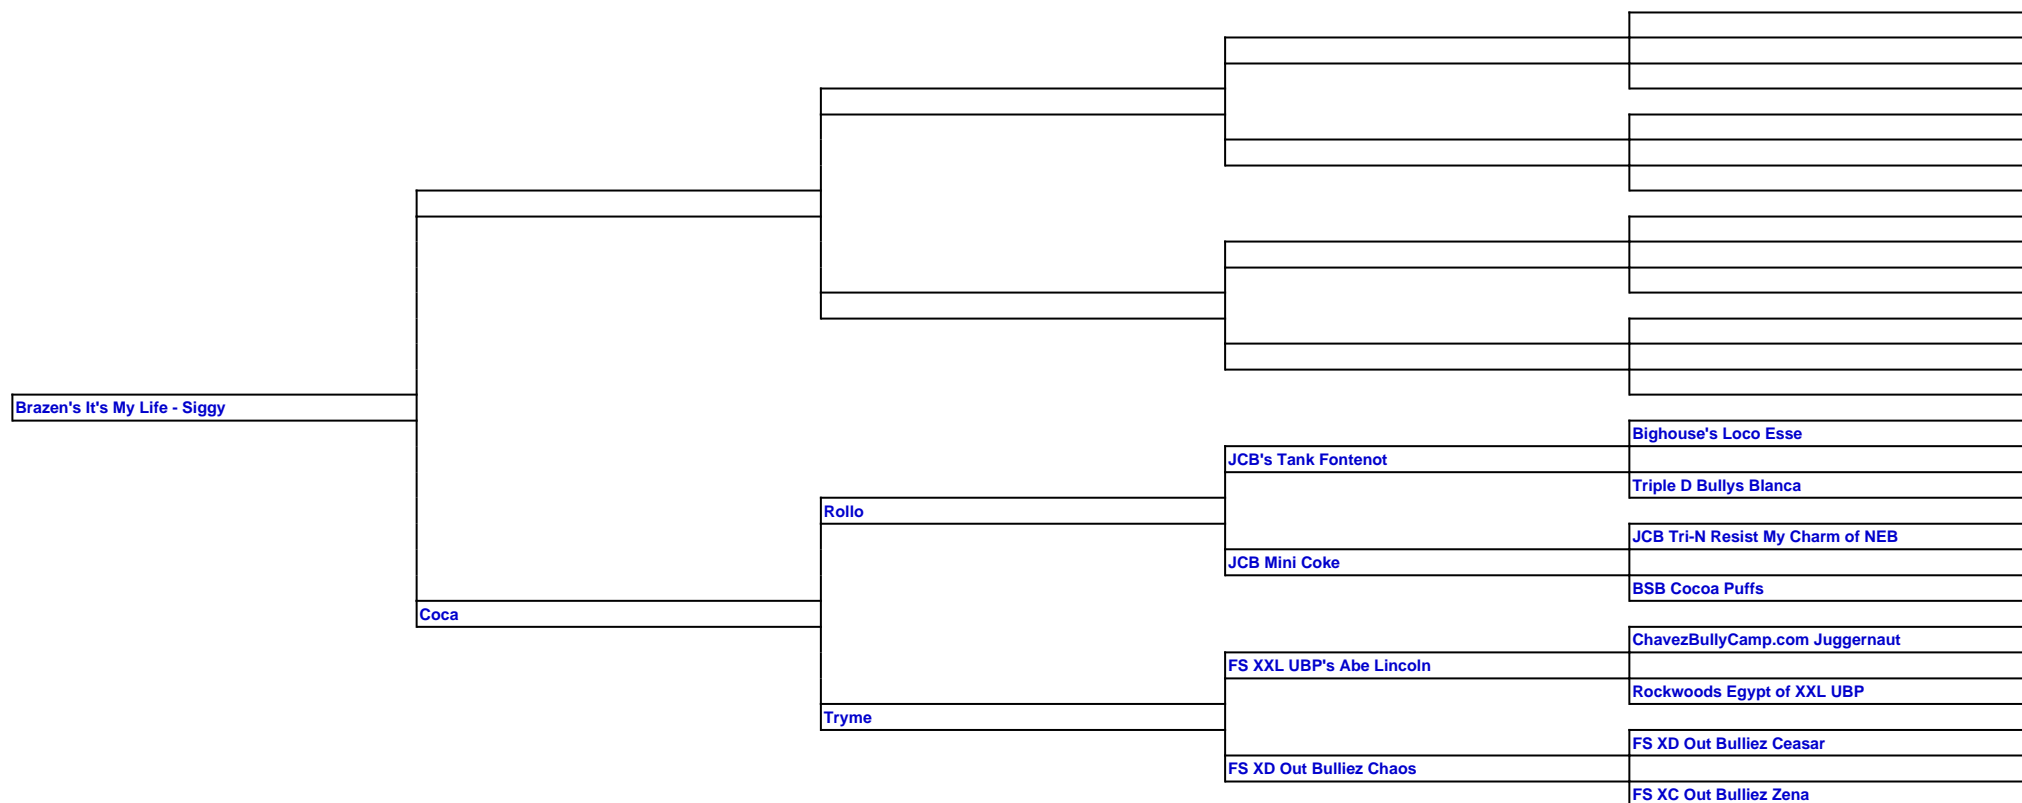 Brazen's It's My Life - Siggy
Bighouse's Loco Esse
JCB's Tank Fontenot
Triple D Bullys Blanca
Rollo
JCB Tri-N Resist My Charm of NEB
JCB Mini Coke
BSB Cocoa Puffs
Coca
ChavezBullyCamp.com Juggernaut
FS XXL UBP's Abe Lincoln
Rockwoods Egypt of XXL UBP
Tryme
FS XD Out Bulliez Ceasar
FS XD Out Bulliez Chaos
FS XC Out Bulliez Zena